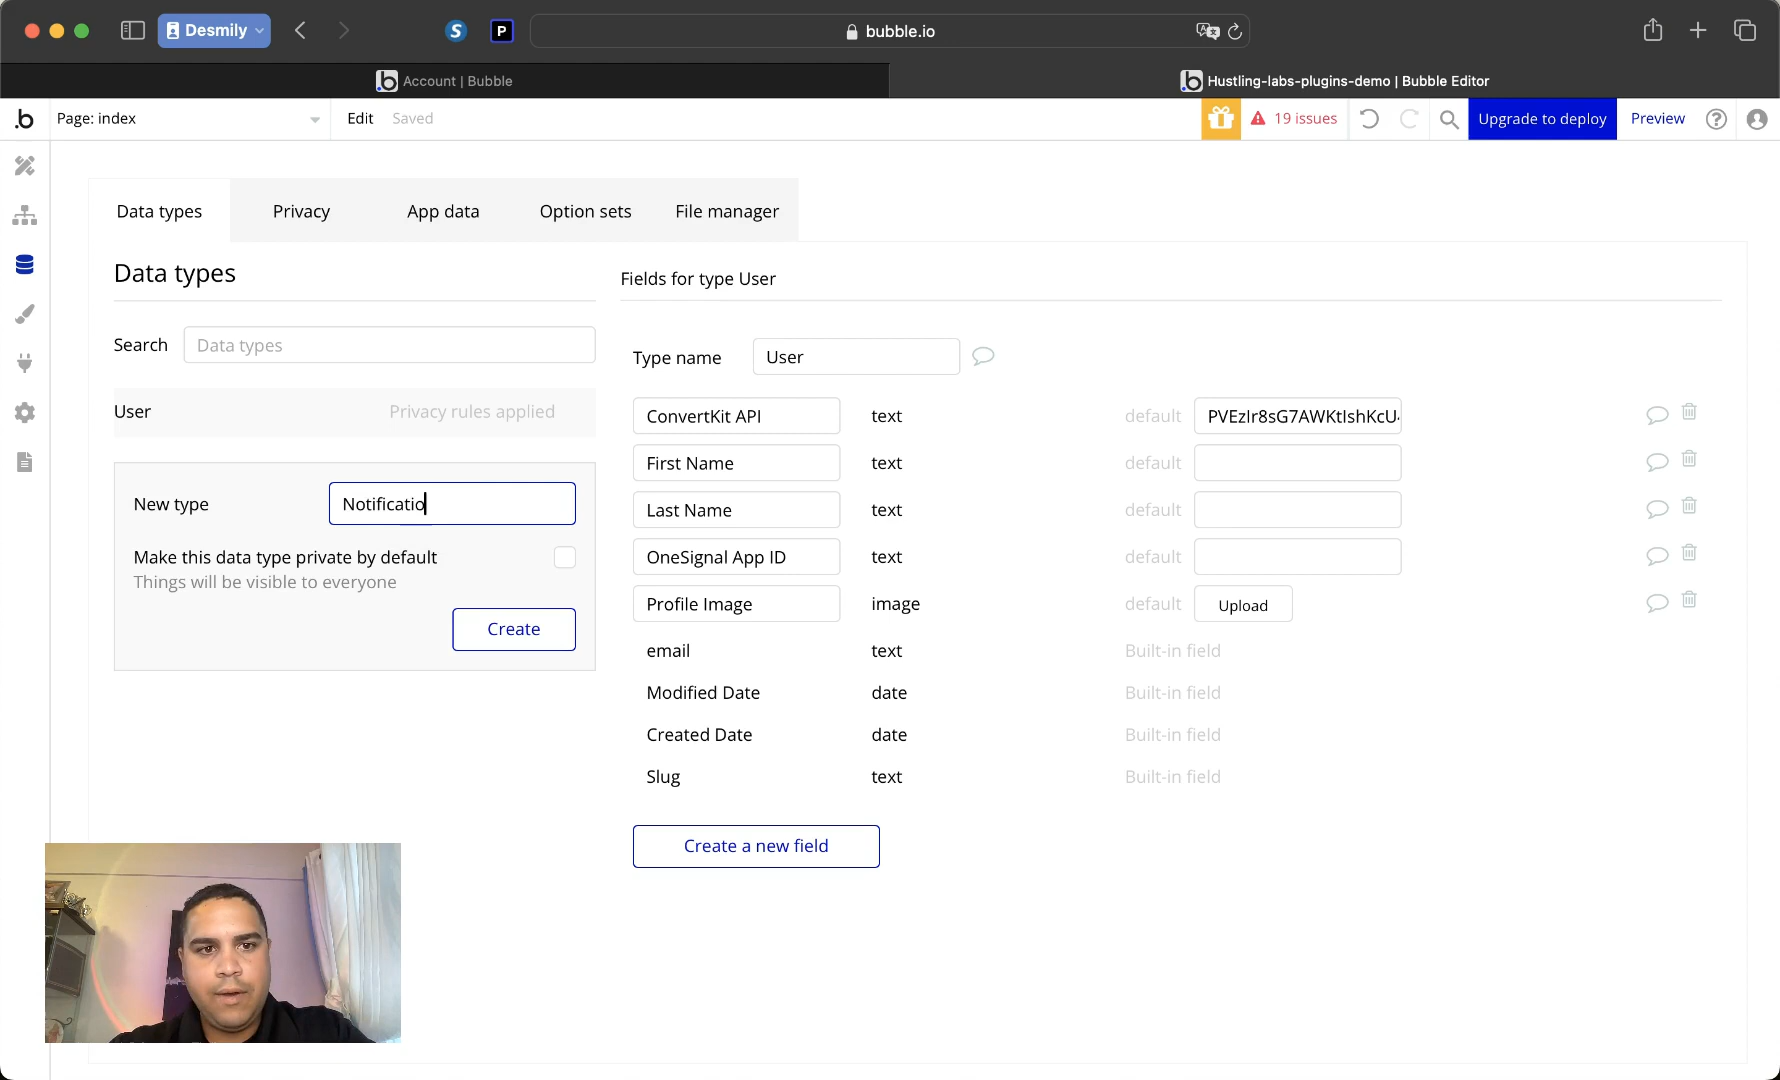 Desmily
S
P
bubble.io
b Account | Bubble
b Hustling-labs-plugins-demo | Bubble Editor
.b
Page: index
Edit
Saved
19 issues
Upgrade to deploy
Preview
?
Data types
Privacy
App data
Option sets
File manager
Data types
Search
Data types
User
Privacy rules applied
New type
Notificatio
Make this data type private by default
Things will be visible to everyone
Create
Fields for type User
Type name
User
ConvertKit API text default PVEzIr8sG7AWKtIshKcU
First Name text default
Last Name text default
OneSignal App ID text default
Profile Image image default Upload
email text Built-in field
Modified Date date Built-in field
Created Date date Built-in field
Slug text Built-in field
Create a new field